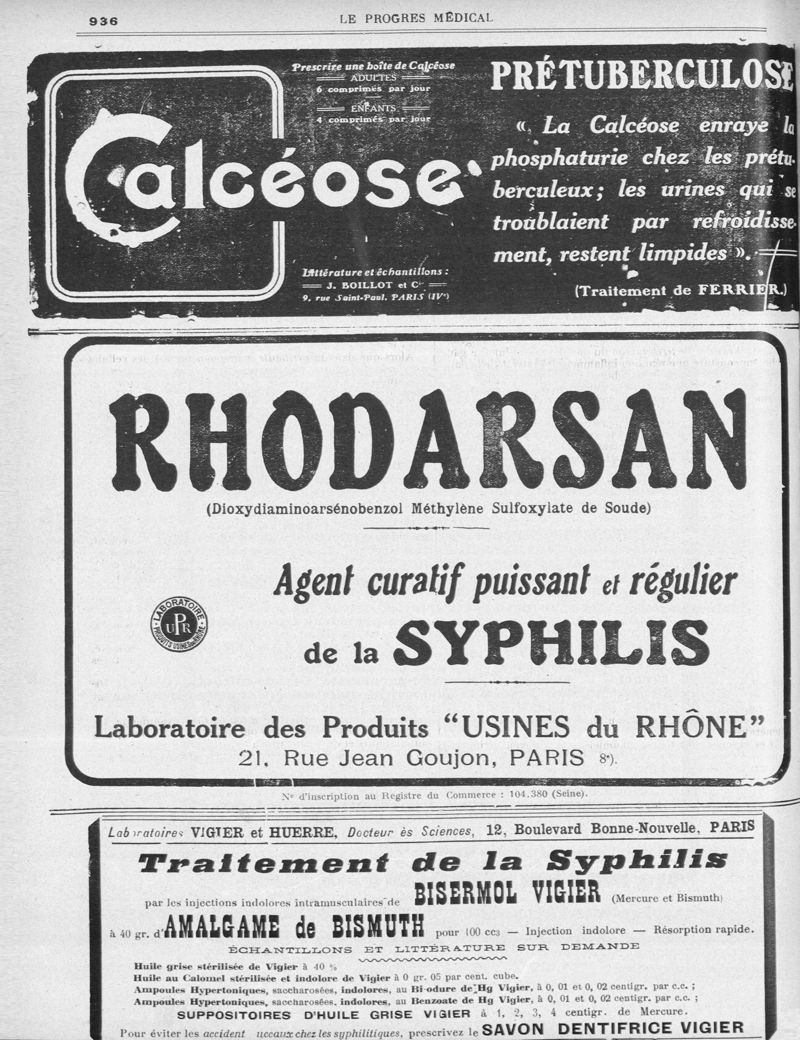 936
LE PROGRES MÉDICAL
Calcéose
Prescrire une boîte de Calcéose
ADULTES
6 comprimés par jour
ENFANTS
4 comprimés par jour
Littérature et échantillons :
J. BOILLOT et Cie
9, rue Saint-Paul. PARIS (IVe)
PRÉTUBERCULOSE
« La Calcéose enraye la
phosphaturie chez les prétu-
berculeux ; les urines qui se
troublaient par refroidisse-
ment, restent limpides ».
(Traitement de FERRIER.)
RHODARSAN
(Dioxydiaminoarsénobenzol Méthylène Sulfoxylate de Soude)
Agent curatif puissant et régulier
de la SYPHILIS
LABORATOIRE
UPR
PRODUITS USINES du RHÔNE
Laboratoire des Produits “USINES du RHÔNE”
21, Rue Jean Goujon, PARIS 8e).
No d'inscription au Registre du Commerce : 104.380 (Seine).
Laboratoires VIGIER et HUERRE, Docteur ès Sciences, 12, Boulevard Bonne-Nouvelle, PARIS
Traitement de la Syphilis
par les injections indolores intramusculaires de BISERMOL VIGIER (Mercure et Bismuth)
à 40 gr. d'AMALGAME de BISMUTH pour 100 cc3 — Injection indolore — Résorption rapide.
ÉCHANTILLONS ET LITTÉRATURE SUR DEMANDE
Huile grise stérilisée de Vigier à 40 %
Huile au Calomel stérilisée et indolore de Vigier à 0 gr. 05 par cent. cube.
Ampoules Hypertoniques, saccharosées, indolores, au Bi-odure de Hg Vigier, à 0, 01 et 0, 02 centigr. par c.c. ;
Ampoules Hypertoniques, saccharosées, indolores, au Benzoate de Hg Vigier, à 0, 01 et 0, 02 centigr. par c.c. ;
SUPPOSITOIRES D'HUILE GRISE VIGIER à 1, 2, 3, 4 centigr. de Mercure.
Pour éviter les accident uccaux chez les syphilitiques, prescrivez le SAVON DENTIFRICE VIGIER